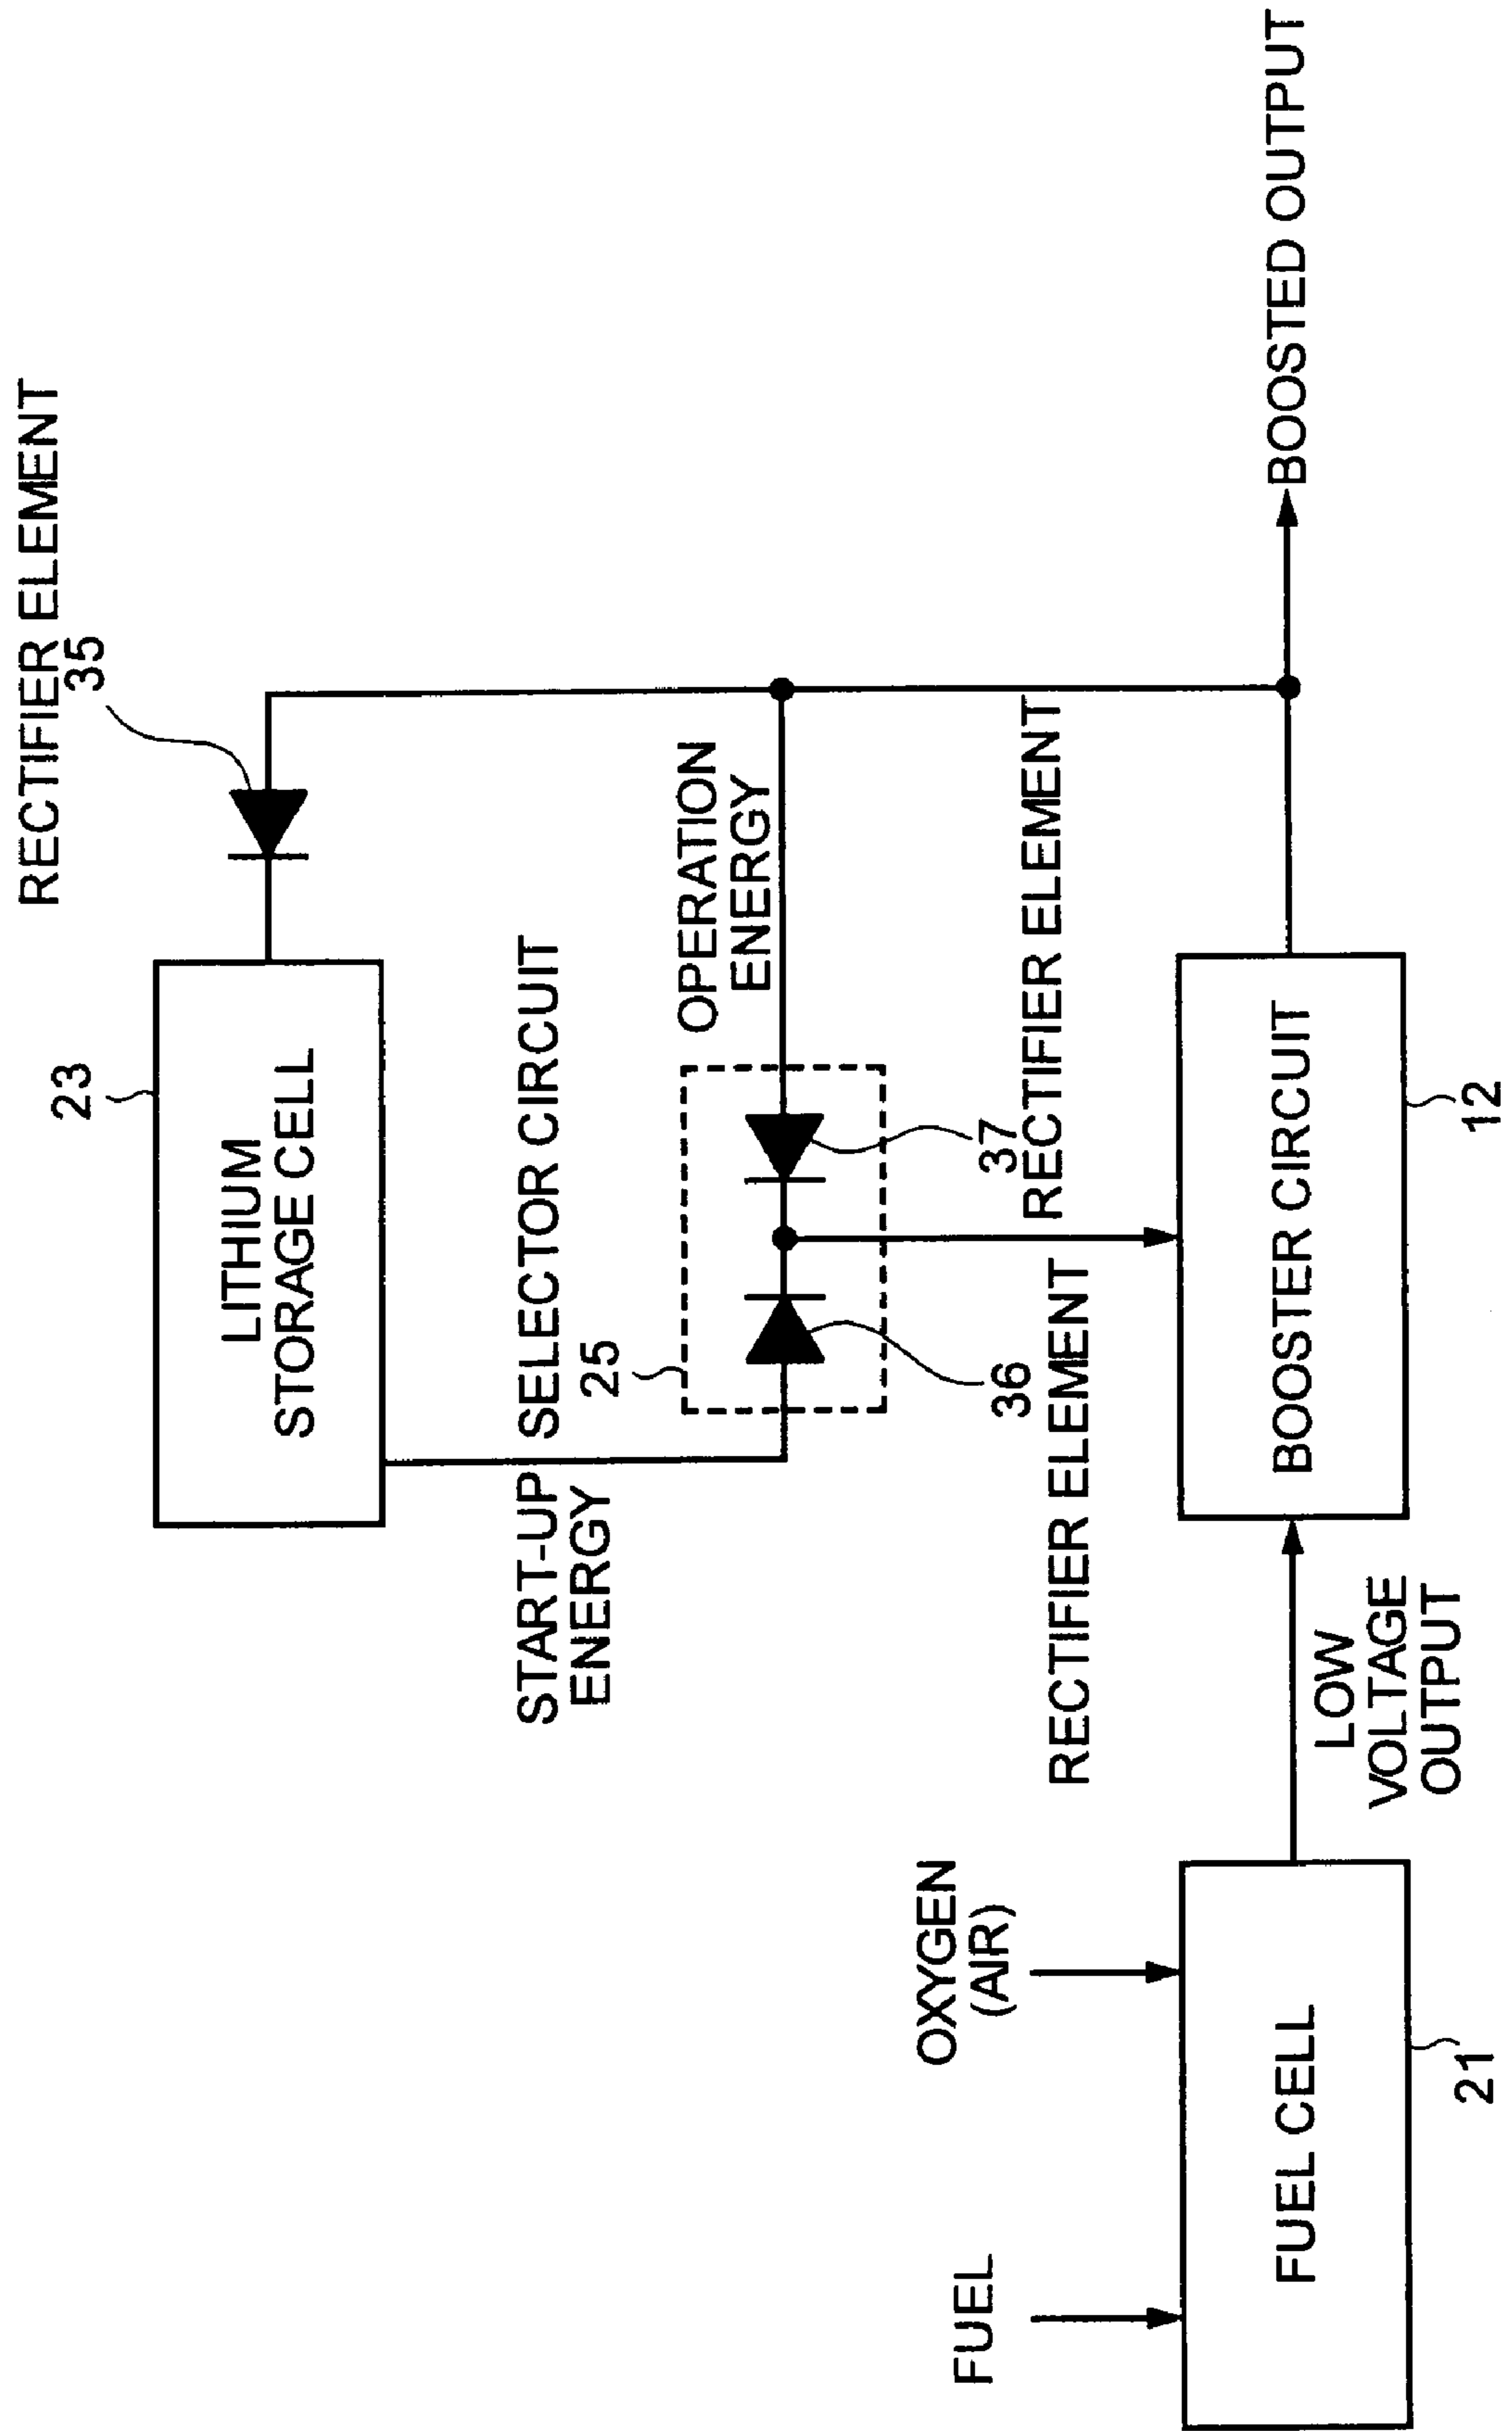 RECTIFIER ELEMENT
35
23
LITHIUM
STORAGE CELL
START-UP
ENERGY
SELECTOR CIRCUIT
25
OPERATION
ENERGY
36
RECTIFIER ELEMENT
37
RECTIFIER ELEMENT
FUEL
OXYGEN
(AIR)
FUEL CELL
21
LOW
VOLTAGE
OUTPUT
BOOSTER CIRCUIT
12
BOOSTED OUTPUT